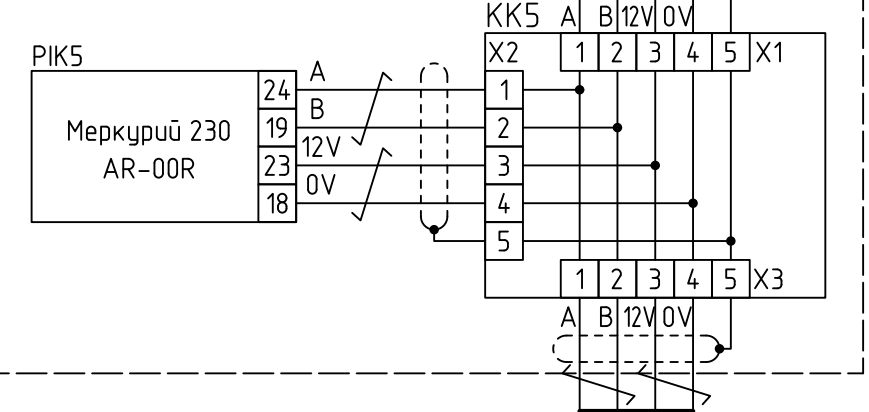 KK5 A B 12V 0V
PIK5
X2 1 2 3 4 5 X1
24 A 1
19 B 2
Меркурий 230
23 12V 3
AR-00R
18 0V 4
5
1 2 3 4 5 X3
A B 12V 0V